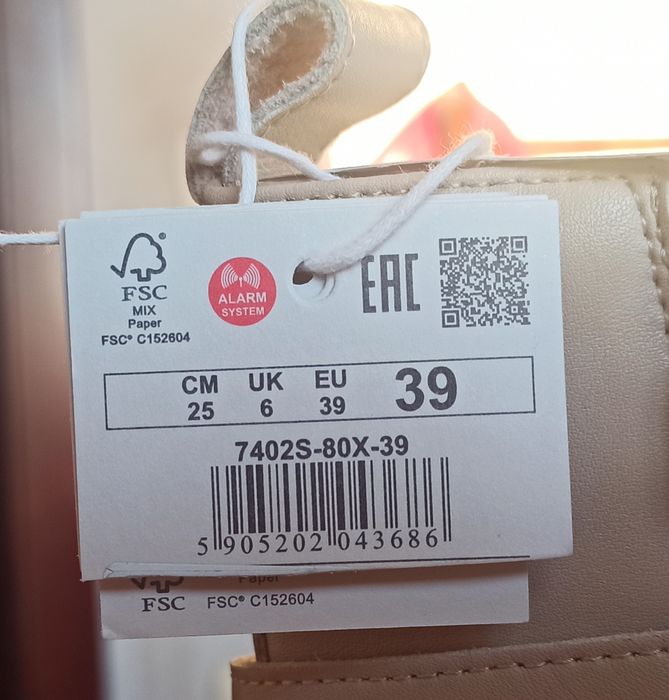 FSC
MIX
Paper
FSC® C152604
ALARM
SYSTEM
EAC
CM UK EU
25 6 39
39
7402S-80X-39
5 905202 043686
Paper
FSC
FSC® C152604